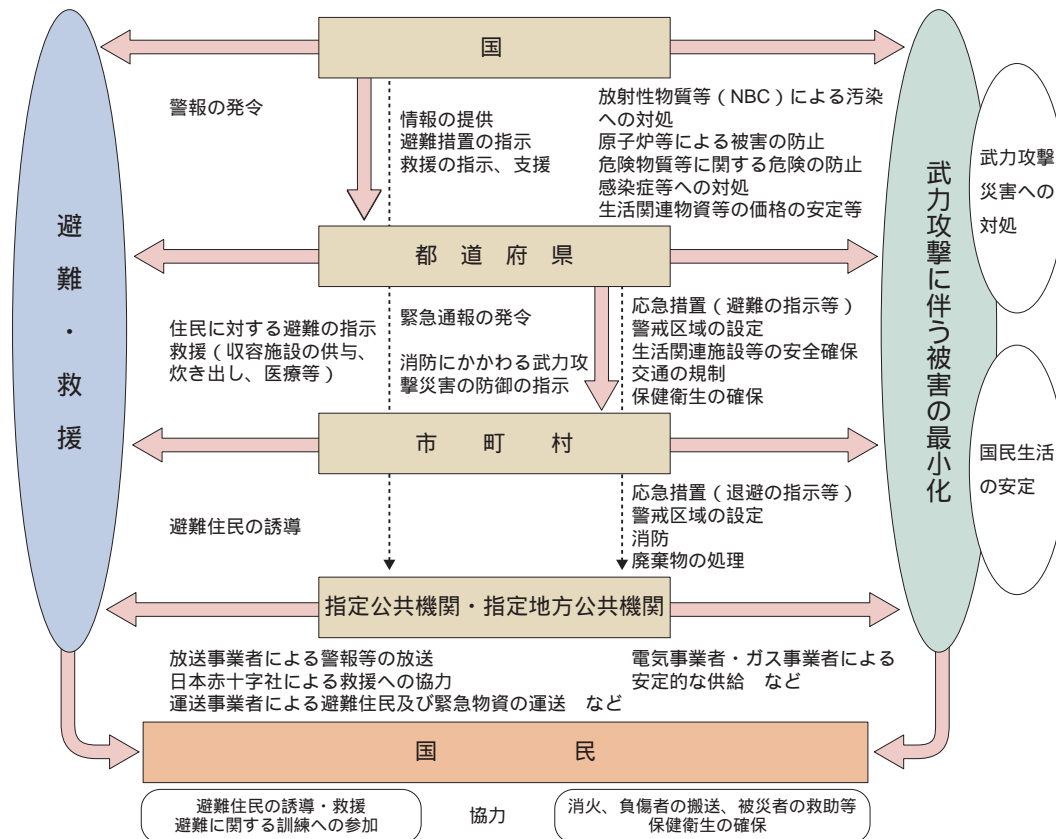 国
警報の発令
情報の提供
避難措置の指示
救援の指示、支援
放射性物質等（NBC）による汚染
への対処
原子炉等による被害の防止
危険物質等に関する危険の防止
感染症等への対処
生活関連物資等の価格の安定等
避難・救援
武力攻撃に伴う被害の最小化
武力攻撃
災害への
対処
都　道　府　県
住民に対する避難の指示
救援（収容施設の供与、
炊き出し、医療等）
緊急通報の発令
消防にかかわる武力攻
撃災害の防御の指示
応急措置（避難の指示等）
警戒区域の設定
生活関連施設等の安全確保
交通の規制
保健衛生の確保
市　町　村
国民生活
の安定
避難住民の誘導
応急措置（退避の指示等）
警戒区域の設定
消防
廃棄物の処理
指定公共機関・指定地方公共機関
放送事業者による警報等の放送
日本赤十字社による救援への協力
運送事業者による避難住民及び緊急物資の運送　など
電気事業者・ガス事業者による
安定的な供給　など
国　民
避難住民の誘導・救援
避難に関する訓練への参加
協力
消火、負傷者の搬送、被災者の救助等
保健衛生の確保